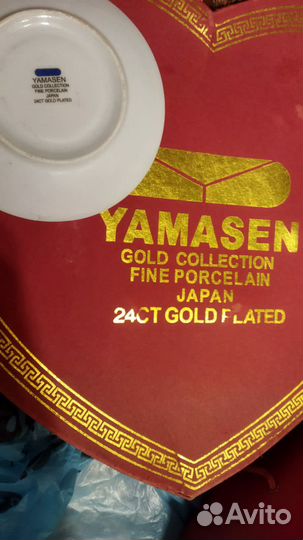 YAMASEN
GOLD COLLECTION
FINE PORCELAIN
JAPAN
24CT GOLD PLATED
YAMASEN
GOLD COLLECTION
FINE PORCELAIN
JAPAN
24CT GOLD PLATED
Avito